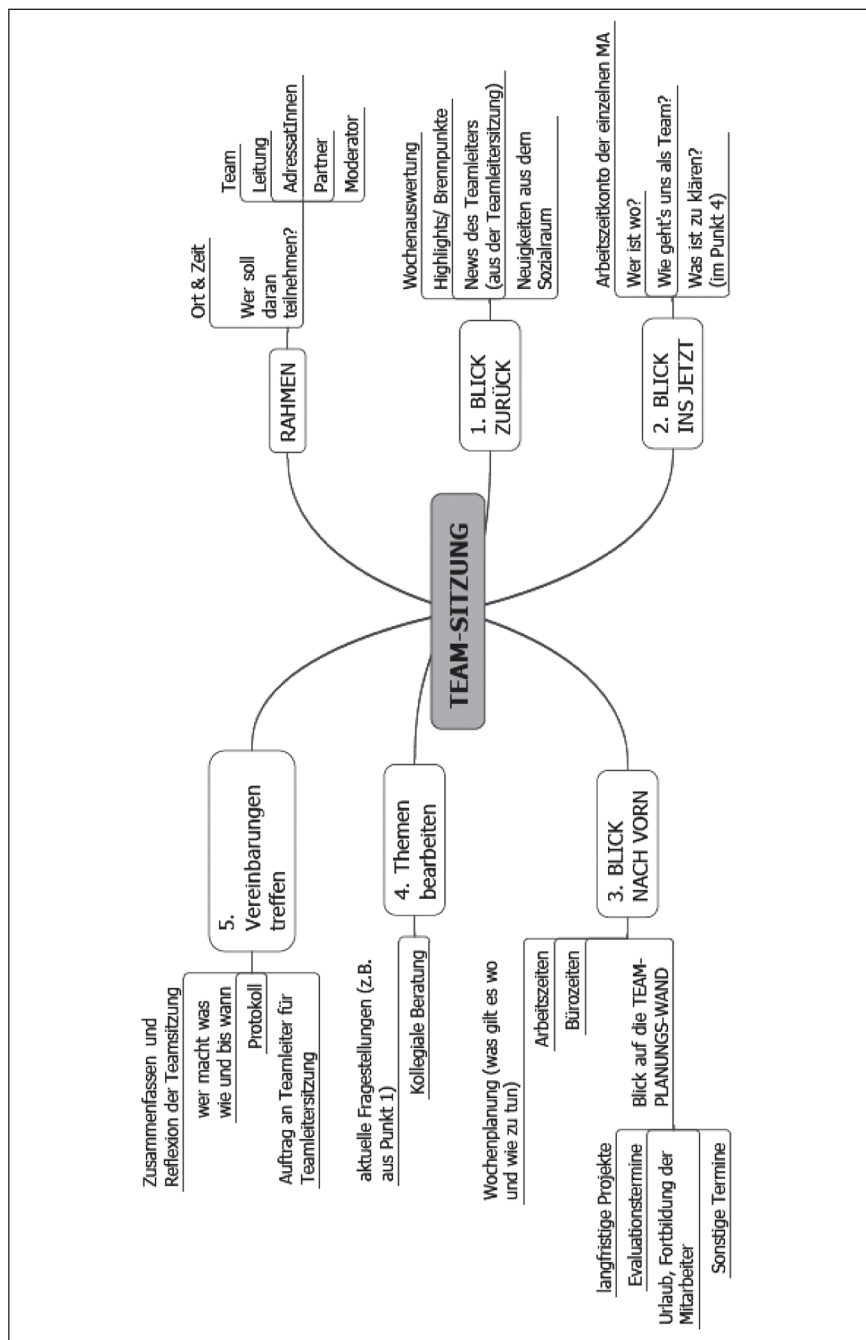 TEAM-SITZUNG
RAHMEN
Ort & Zeit
Wer soll
daran
teilnehmen?
Team
Leitung
AdressatInnen
Partner
Moderator
1. BLICK
ZURÜCK
Wochenauswertung
Highlights/ Brennpunkte
News des Teamleiters
(aus der Teamleitersitzung)
Neuigkeiten aus dem
Sozialraum
2. BLICK
INS JETZT
Arbeitszeitkonto der einzelnen MA
Wer ist wo?
Wie geht's uns als Team?
Was ist zu klären?
(im Punkt 4)
3. BLICK
NACH VORN
Wochenplanung (was gilt es wo
und wie zu tun)
Arbeitszeiten
Bürozeiten
Blick auf die TEAM-
PLANUNGS-WAND
langfristige Projekte
Evaluationstermine
Urlaub, Fortbildung der
Mitarbeiter
Sonstige Termine
4. Themen
bearbeiten
aktuelle Fragestellungen (z.B.
aus Punkt 1)
Kollegiale Beratung
5.
Vereinbarungen
treffen
Zusammenfassen und
Reflexion der Teamsitzung
wer macht was
wie und bis wann
Protokoll
Auftrag an Teamleiter für
Teamleitersitzung